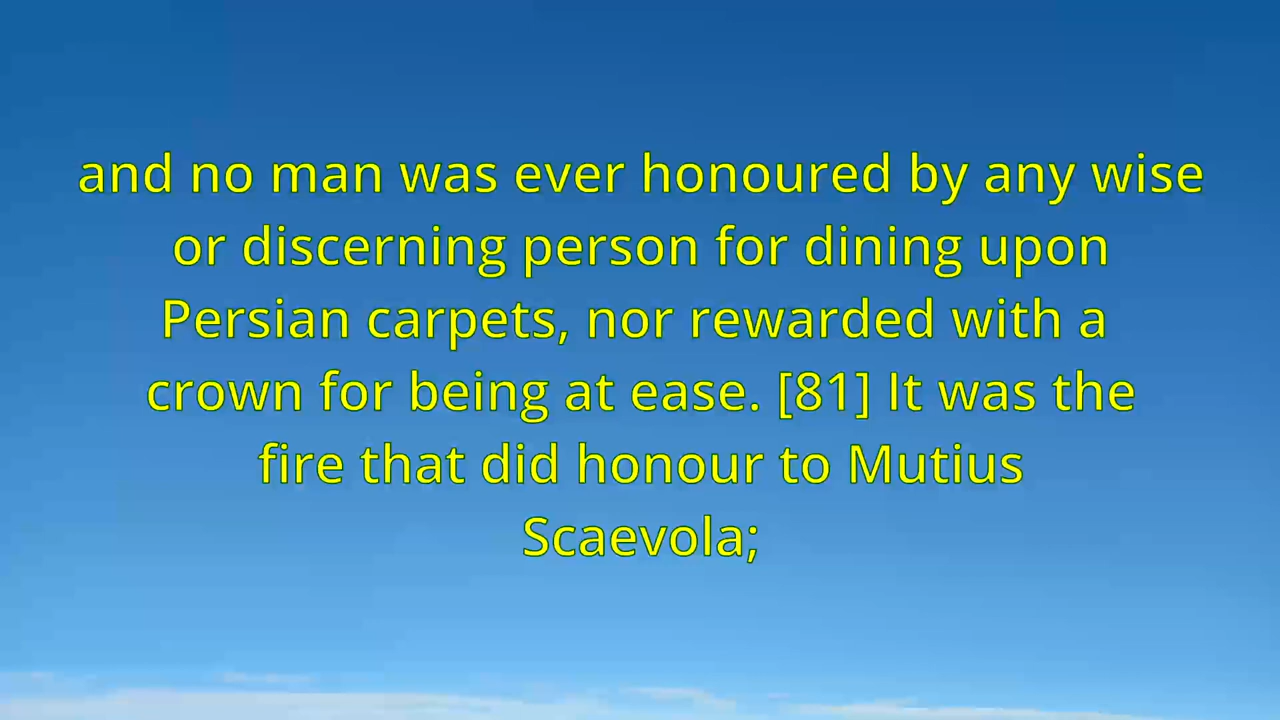 and no man was ever honoured by any wise
or discerning person for dining upon
Persian carpets, nor rewarded with a
crown for being at ease. [81] It was the
fire that did honour to Mutius
Scaevola;